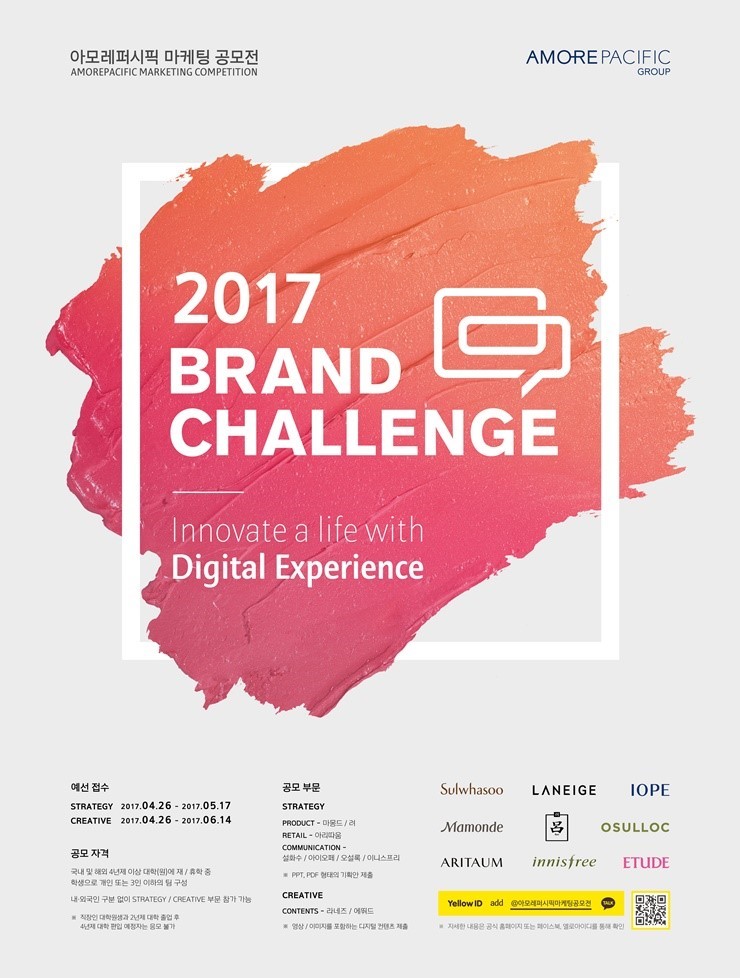 아모레퍼시픽 마케팅 공모전
AMOREPACIFIC MARKETING COMPETITION
AMOREPACIFIC
GROUP
2017
BRAND
CHALLENGE
Innovate a life with
Digital Experience
예선 접수
STRATEGY 2017.04.26 - 2017.05.17
CREATIVE 2017.04.26 - 2017.06.14
공모 자격
국내 및 해외 4년제 이상 대학(원)에 재 / 휴학 중
학생으로 개인 또는 3인 이하의 팀 구성
내·외국인 구분 없이 STRATEGY / CREATIVE 부문 참가 가능
※ 직장인 대학원생과 2년제 대학 졸업 후
4년제 대학 편입 예정자는 응모 불가
공모 부문
STRATEGY
PRODUCT - 마몽드 / 려
RETAIL - 아리따움
COMMUNICATION -
설화수 / 아이오페 / 오설록 / 이니스프리
※ PPT, PDF 형태의 기획안 제출
CREATIVE
CONTENTS - 라네즈 / 에뛰드
※ 영상 / 이미지를 포함하는 디지털 컨텐츠 제출
Sulwhasoo LANEIGE IOPE
Mamonde 呂 OSULLOC
ARITAUM innisfree ETUDE
Yellow ID add @아모레퍼시픽마케팅공모전 TALK
※ 자세한 내용은 공식 홈페이지 또는 페이스북, 옐로아이디를 통해 확인